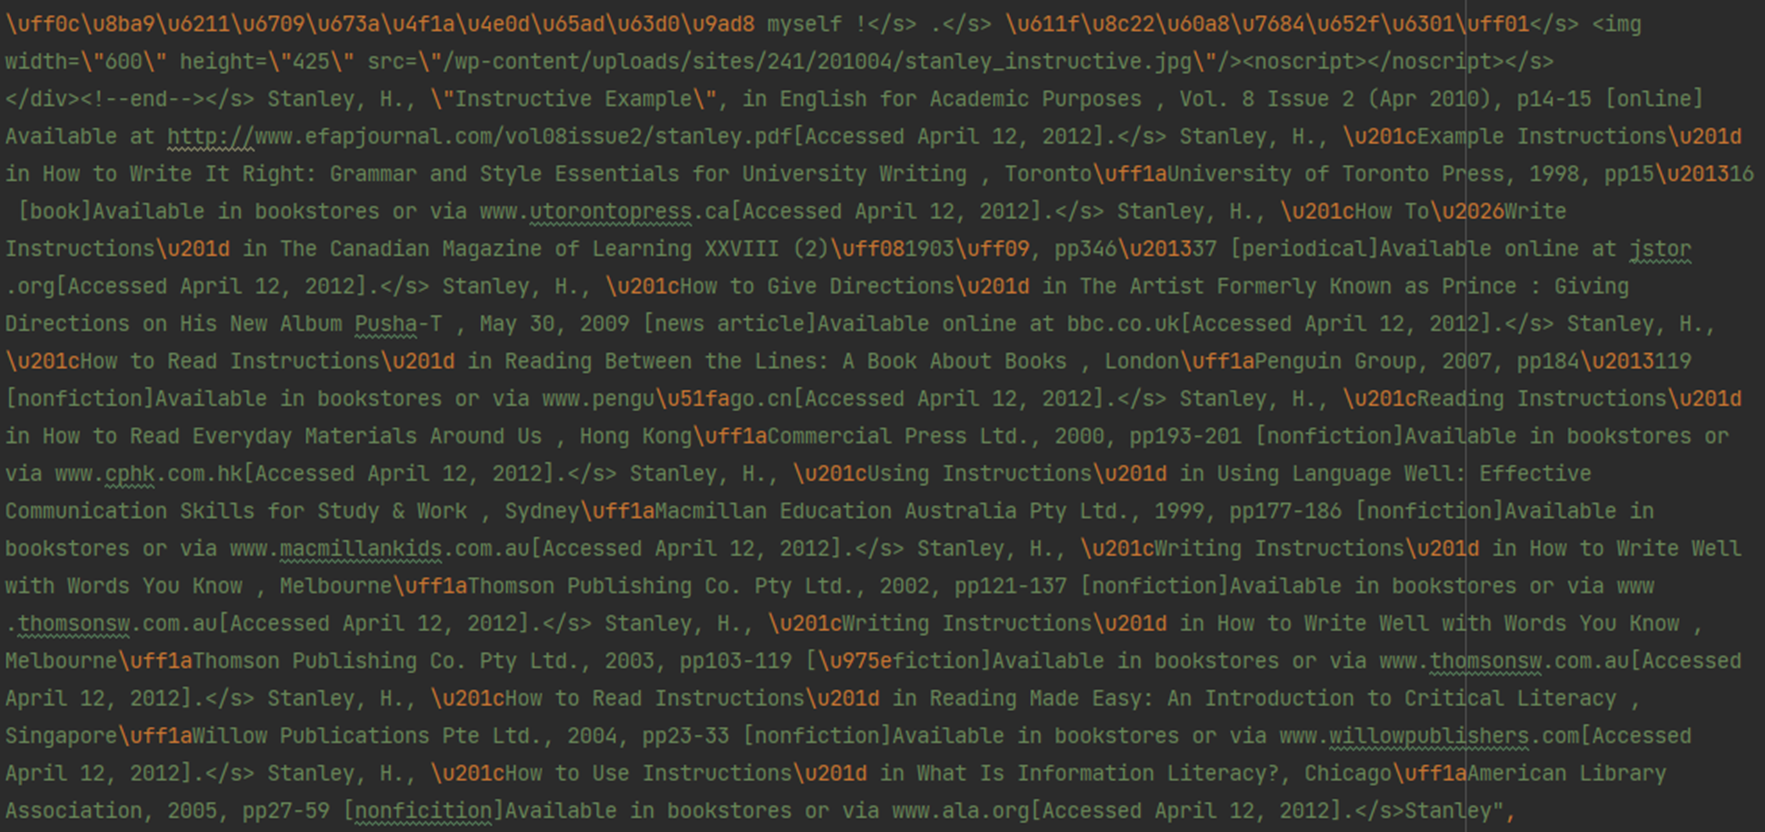 \uff0c\u8ba9\u6211\u6709\u673a\u4f1a\u4e0d\u65ad\u63d0\u9ad8 myself !</s> .</s> \u611f\u8c22\u60a8\u7684\u652f\u6301\uff01</s> <img
width=\"600\" height=\"425\" src=\"/wp-content/uploads/sites/241/201004/stanley_instructive.jpg\"/><noscript></noscript></s>
</div><!--end--></s> Stanley, H., \"Instructive Example\", in English for Academic Purposes , Vol. 8 Issue 2 (Apr 2010), p14-15 [online]
Available at http://www.efapjournal.com/vol08issue2/stanley.pdf[Accessed April 12, 2012].</s> Stanley, H., \u201cExample Instructions\u201d
in How to Write It Right: Grammar and Style Essentials for University Writing , Toronto\uff1aUniversity of Toronto Press, 1998, pp15\u201316
[book]Available in bookstores or via www.utorontopress.ca[Accessed April 12, 2012].</s> Stanley, H., \u201cHow To\u2026Write
Instructions\u201d in The Canadian Magazine of Learning XXVIII (2)\uff081903\uff09, pp346\u201337 [periodical]Available online at jstor
.org[Accessed April 12, 2012].</s> Stanley, H., \u201cHow to Give Directions\u201d in The Artist Formerly Known as Prince : Giving
Directions on His New Album Pusha-T , May 30, 2009 [news article]Available online at bbc.co.uk[Accessed April 12, 2012].</s> Stanley, H.,
\u201cHow to Read Instructions\u201d in Reading Between the Lines: A Book About Books , London\uff1aPenguin Group, 2007, pp184\u2013119
[nonfiction]Available in bookstores or via www.pengu\u51fago.cn[Accessed April 12, 2012].</s> Stanley, H., \u201cReading Instructions\u201d
in How to Read Everyday Materials Around Us , Hong Kong\uff1aCommercial Press Ltd., 2000, pp193-201 [nonfiction]Available in bookstores or
via www.cphk.com.hk[Accessed April 12, 2012].</s> Stanley, H., \u201cUsing Instructions\u201d in Using Language Well: Effective
Communication Skills for Study & Work , Sydney\uff1aMacmillan Education Australia Pty Ltd., 1999, pp177-186 [nonfiction]Available in
bookstores or via www.macmillankids.com.au[Accessed April 12, 2012].</s> Stanley, H., \u201cWriting Instructions\u201d in How to Write Well
with Words You Know , Melbourne\uff1aThomson Publishing Co. Pty Ltd., 2002, pp121-137 [nonfiction]Available in bookstores or via www
.thomsonsw.com.au[Accessed April 12, 2012].</s> Stanley, H., \u201cWriting Instructions\u201d in How to Write Well with Words You Know ,
Melbourne\uff1aThomson Publishing Co. Pty Ltd., 2003, pp103-119 [\u975efiction]Available in bookstores or via www.thomsonsw.com.au[Accessed
April 12, 2012].</s> Stanley, H., \u201cHow to Read Instructions\u201d in Reading Made Easy: An Introduction to Critical Literacy ,
Singapore\uff1aWillow Publications Pte Ltd., 2004, pp23-33 [nonfiction]Available in bookstores or via www.willowpublishers.com[Accessed
April 12, 2012].</s> Stanley, H., \u201cHow to Use Instructions\u201d in What Is Information Literacy?, Chicago\uff1aAmerican Library
Association, 2005, pp27-59 [nonficition]Available in bookstores or via www.ala.org[Accessed April 12, 2012].</s>Stanley",